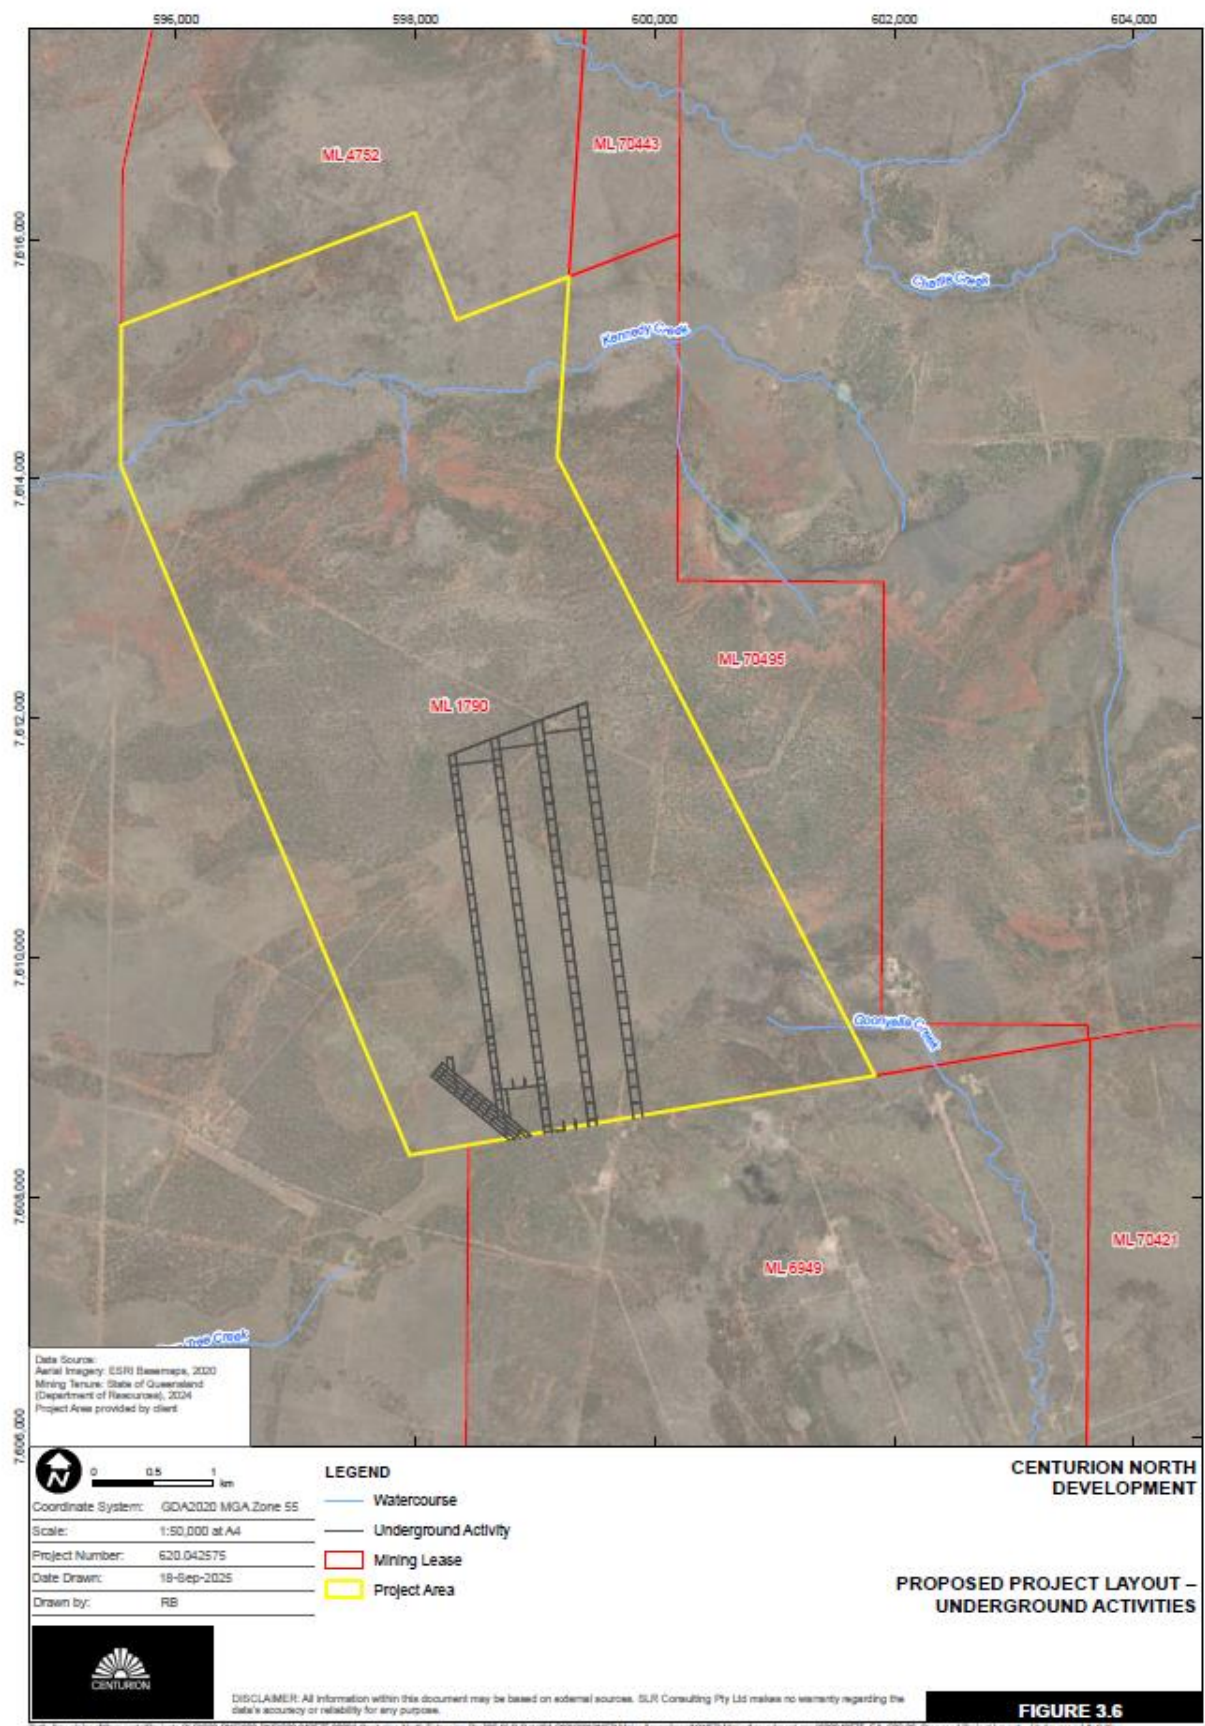 596,000 598,000 600,000 602,000 604,000
ML 4752
ML 70443
7,616,000
Charlie Creek
Kennedy Creek
7,614,000
ML 70495
ML 1790
7,612,000
7,610,000
Goonyella Creek
7,608,000
ML 70421
ML 6949
Creek
7,606,000
Data Source:
Aerial Imagery: ESRI Basemaps, 2020
Mining Tenure: State of Queensland
(Department of Resources), 2024
Project Area provided by client
N
0 0.5 1
km
Coordinate System: GDA2020 MGA Zone 55
Scale: 1:50,000 at A4
Project Number: 620.042575
Date Drawn: 18-Sep-2025
Drawn by: RB
LEGEND
Watercourse
Underground Activity
Mining Lease
Project Area
CENTURION NORTH
DEVELOPMENT
PROPOSED PROJECT LAYOUT –
UNDERGROUND ACTIVITIES
CENTURION
DISCLAIMER: All information within this document may be based on external sources. SLR Consulting Pty Ltd makes no warranty regarding the
data's accuracy or reliability for any purpose.
FIGURE 3.6